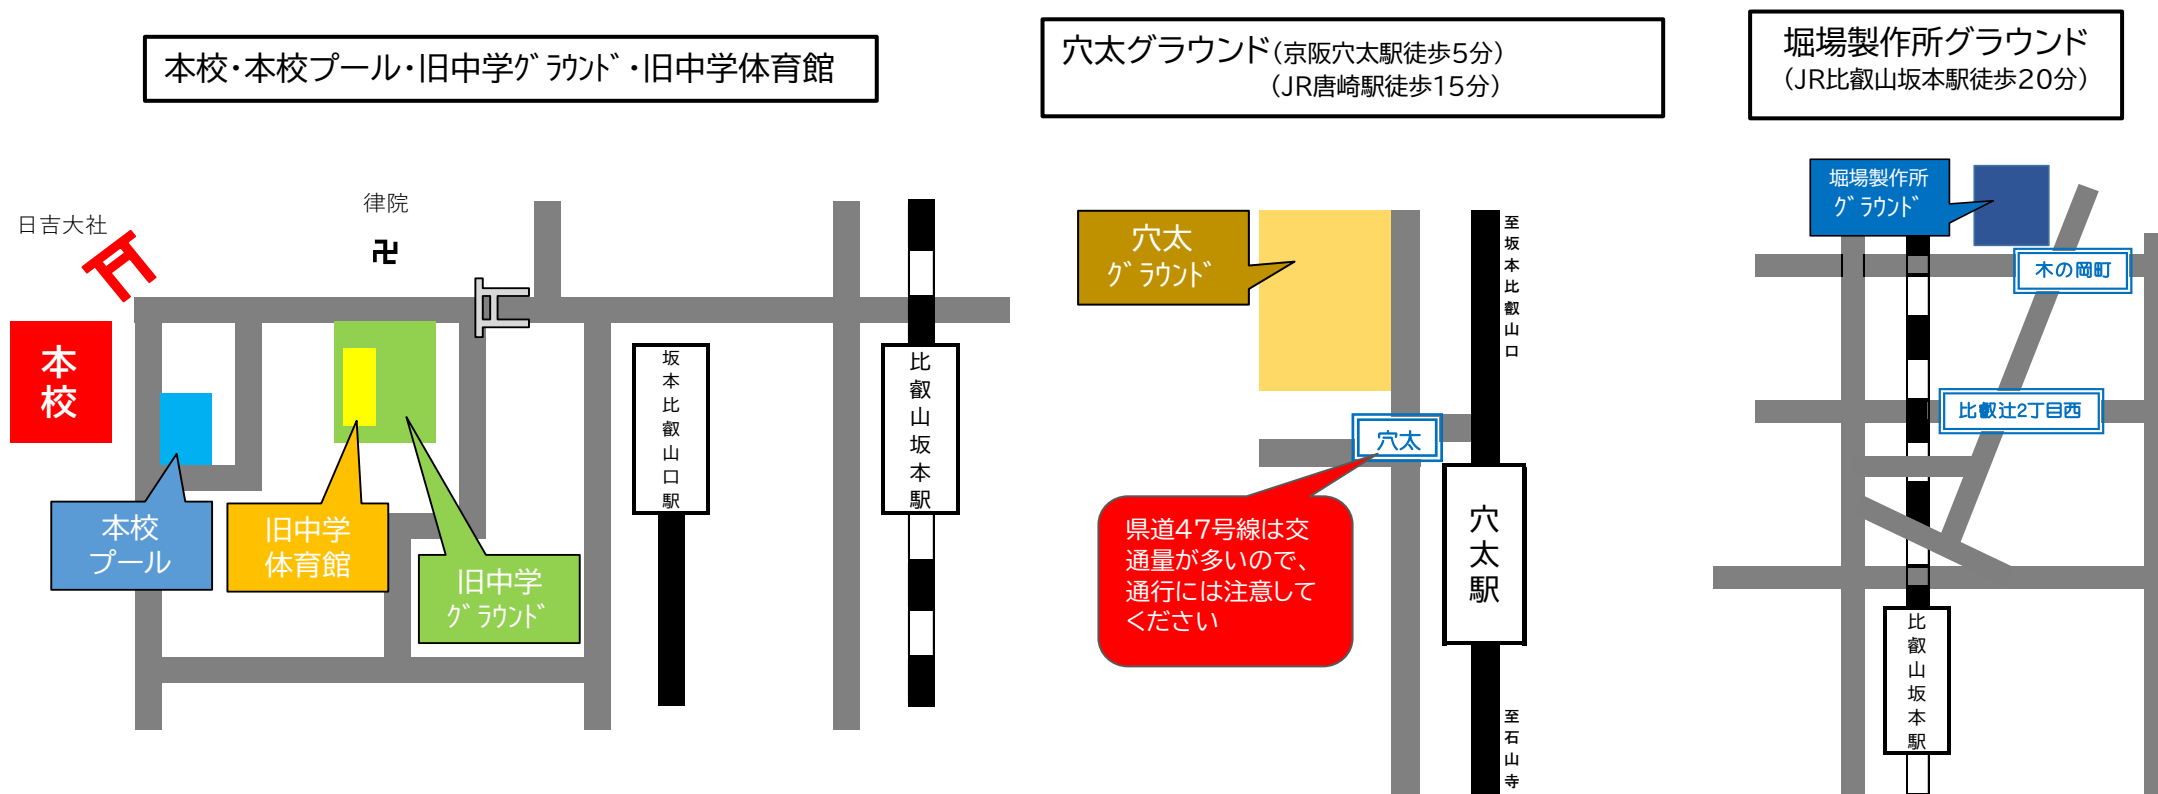 本校・本校プール・旧中学グラウンド・旧中学体育館
日吉大社
律院
卍
本校
本校
プール
旧中学
体育館
旧中学
グラウンド
坂本比叡山口駅
比叡山坂本駅
穴太グラウンド(京阪穴太駅徒歩5分)
(JR唐崎駅徒歩15分)
穴太
グラウンド
至坂本比叡山口
穴太
県道47号線は交
通量が多いので、
通行には注意して
ください
穴太駅
至石山寺
堀場製作所グラウンド
(JR比叡山坂本駅徒歩20分)
堀場製作所
グラウンド
木の岡町
比叡辻2丁目西
比叡山坂本駅